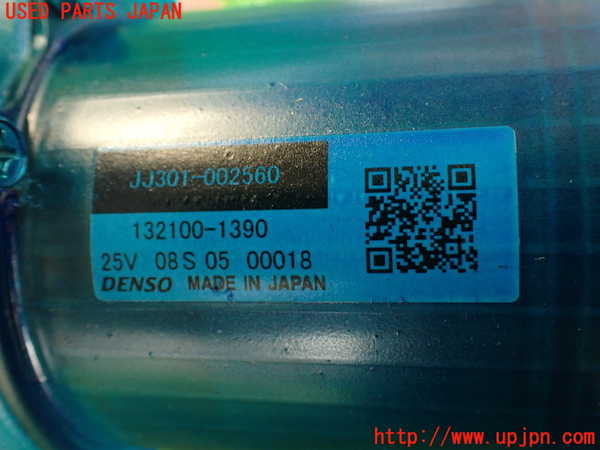 USED PARTS JAPAN
JJ301-002560
132100-1390
25V 08S 05 00018
DENSO MADE IN JAPAN
http://www.upjpn.com/